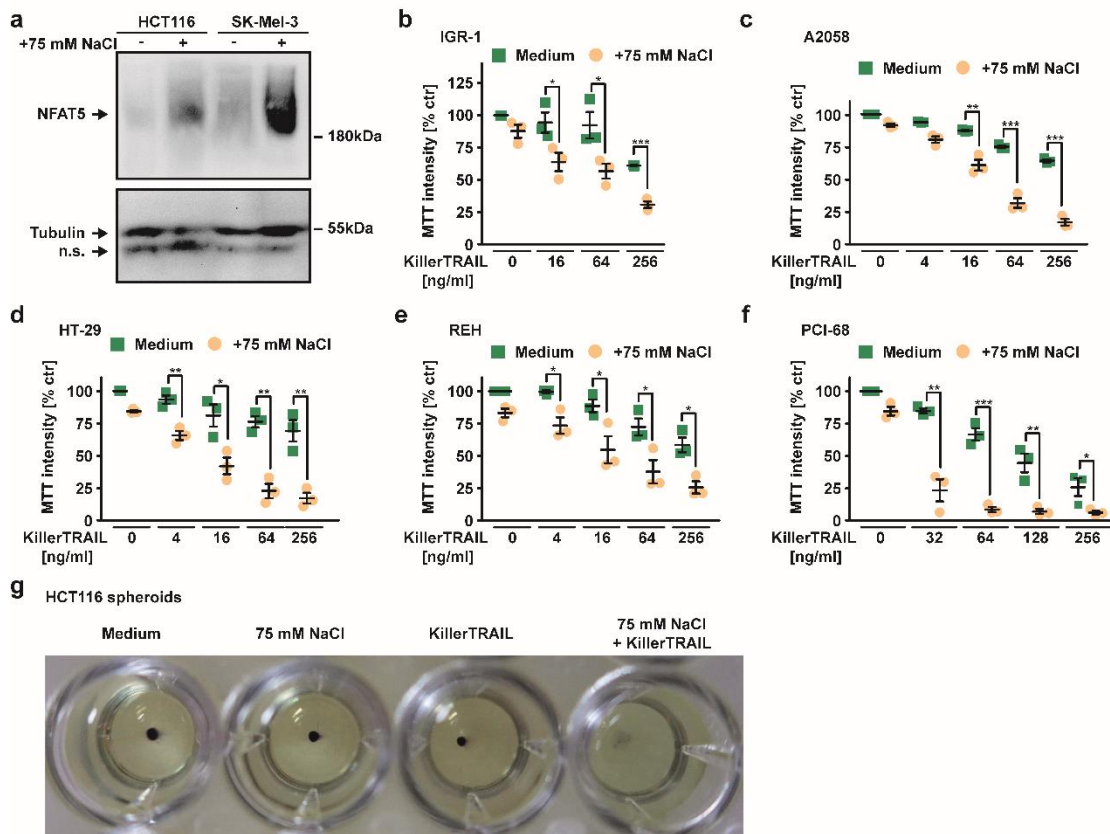 a
HCT116 SK-Mel-3
+75 mM NaCl - + - +
NFAT5
180kDa
Tubulin
55kDa
n.s.
b
IGR-1
Medium +75 mM NaCl
MTT intensity [% ctr]
125
100
75
50
25
0
* * ***
KillerTRAIL 0 16 64 256
[ng/ml]
c
A2058
Medium +75 mM NaCl
MTT intensity [% ctr]
100
75
50
25
0
** *** ***
KillerTRAIL 0 4 16 64 256
[ng/ml]
d
HT-29
Medium +75 mM NaCl
MTT intensity [% ctr]
100
75
50
25
0
** * ** **
KillerTRAIL 0 4 16 64 256
[ng/ml]
e
REH
Medium +75 mM NaCl
MTT intensity [% ctr]
100
75
50
25
0
* * * *
KillerTRAIL 0 4 16 64 256
[ng/ml]
f
PCI-68
Medium +75 mM NaCl
MTT intensity [% ctr]
100
75
50
25
0
** *** ** *
KillerTRAIL 0 32 64 128 256
[ng/ml]
g
HCT116 spheroids
Medium 75 mM NaCl KillerTRAIL 75 mM NaCl
+ KillerTRAIL